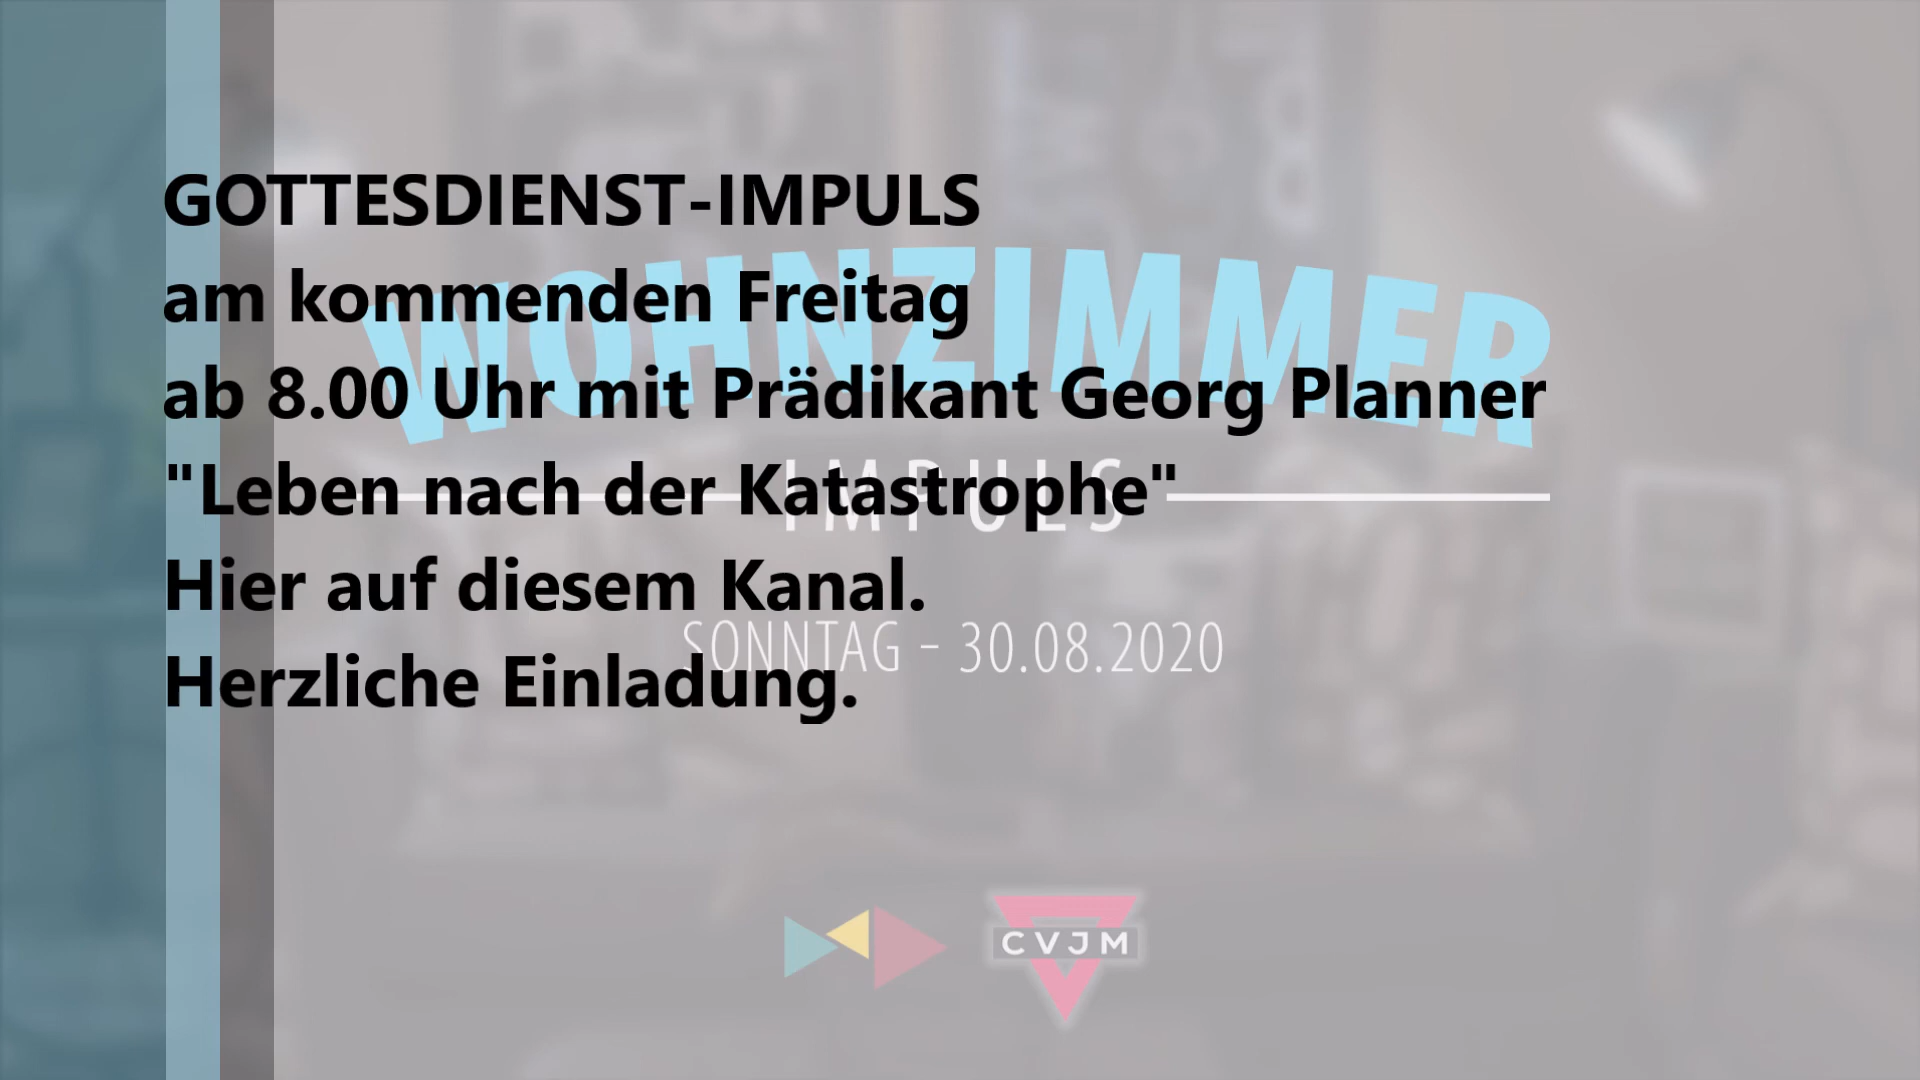 GOTTESDIENST-IMPULS
am kommenden Freitag
ab 8.00 Uhr mit Prädikant Georg Planner
"Leben nach der Katastrophe"
Hier auf diesem Kanal.
Herzliche Einladung.
WOHNZIMMER
IMPULS
SONNTAG – 30.08.2020
CVJM